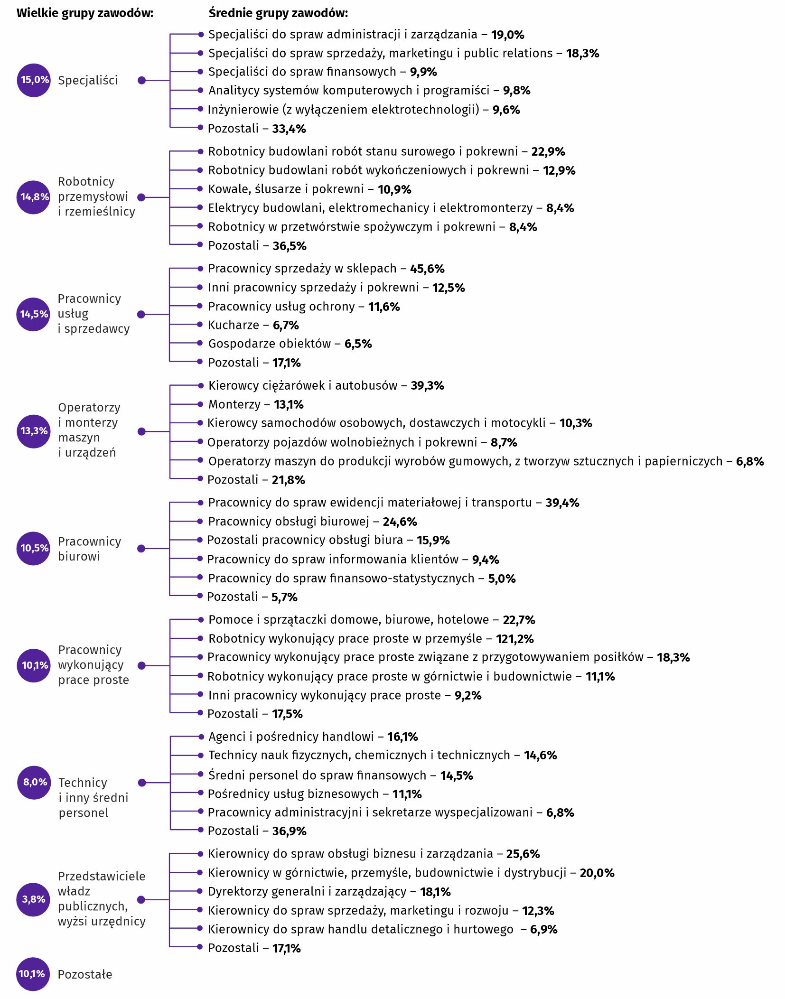 Wielkie grupy zawodów:
Średnie grupy zawodów:
15,0%
Specjaliści
Specjaliści do spraw administracji i zarządzania – 19,0%
Specjaliści do spraw sprzedaży, marketingu i public relations – 18,3%
Specjaliści do spraw finansowych – 9,9%
Analitycy systemów komputerowych i programiści – 9,8%
Inżynierowie (z wyłączeniem elektrotechnologii) – 9,6%
Pozostali – 33,4%
14,8%
Robotnicy
przemysłowi
i rzemieślnicy
Robotnicy budowlani robót stanu surowego i pokrewni – 22,9%
Robotnicy budowlani robót wykończeniowych i pokrewni – 12,9%
Kowale, ślusarze i pokrewni – 10,9%
Elektrycy budowlani, elektromechanicy i elektromonterzy – 8,4%
Robotnicy w przetwórstwie spożywczym i pokrewni – 8,4%
Pozostali – 36,5%
14,5%
Pracownicy
usług
i sprzedawcy
Pracownicy sprzedaży w sklepach – 45,6%
Inni pracownicy sprzedaży i pokrewni – 12,5%
Pracownicy usług ochrony – 11,6%
Kucharze – 6,7%
Gospodarze obiektów – 6,5%
Pozostali – 17,1%
13,3%
Operatorzy
i monterzy
maszyn
i urządzeń
Kierowcy ciężarówek i autobusów – 39,3%
Monterzy – 13,1%
Kierowcy samochodów osobowych, dostawczych i motocykli – 10,3%
Operatorzy pojazdów wolnobieżnych i pokrewni – 8,7%
Operatorzy maszyn do produkcji wyrobów gumowych, z tworzyw sztucznych i papierniczych – 6,8%
Pozostali – 21,8%
10,5%
Pracownicy
biurowi
Pracownicy do spraw ewidencji materiałowej i transportu – 39,4%
Pracownicy obsługi biurowej – 24,6%
Pozostali pracownicy obsługi biura – 15,9%
Pracownicy do spraw informowania klientów – 9,4%
Pracownicy do spraw finansowo-statystycznych – 5,0%
Pozostali – 5,7%
10,1%
Pracownicy
wykonujący
prace proste
Pomoce i sprzątaczki domowe, biurowe, hotelowe – 22,7%
Robotnicy wykonujący prace proste w przemyśle – 121,2%
Pracownicy wykonujący prace proste związane z przygotowywaniem posiłków – 18,3%
Robotnicy wykonujący prace proste w górnictwie i budownictwie – 11,1%
Inni pracownicy wykonujący prace proste – 9,2%
Pozostali – 17,5%
8,0%
Technicy
i inny średni
personel
Agenci i pośrednicy handlowi – 16,1%
Technicy nauk fizycznych, chemicznych i technicznych – 14,6%
Średni personel do spraw finansowych – 14,5%
Pośrednicy usług biznesowych – 11,1%
Pracownicy administracyjni i sekretarze wyspecjalizowani – 6,8%
Pozostali – 36,9%
3,8%
Przedstawiciele
władz
publicznych,
wyżsi urzędnicy
Kierownicy do spraw obsługi biznesu i zarządzania – 25,6%
Kierownicy w górnictwie, przemyśle, budownictwie i dystrybucji – 20,0%
Dyrektorzy generalni i zarządzający – 18,1%
Kierownicy do spraw sprzedaży, marketingu i rozwoju – 12,3%
Kierownicy do spraw handlu detalicznego i hurtowego – 6,9%
Pozostali – 17,1%
10,1%
Pozostałe